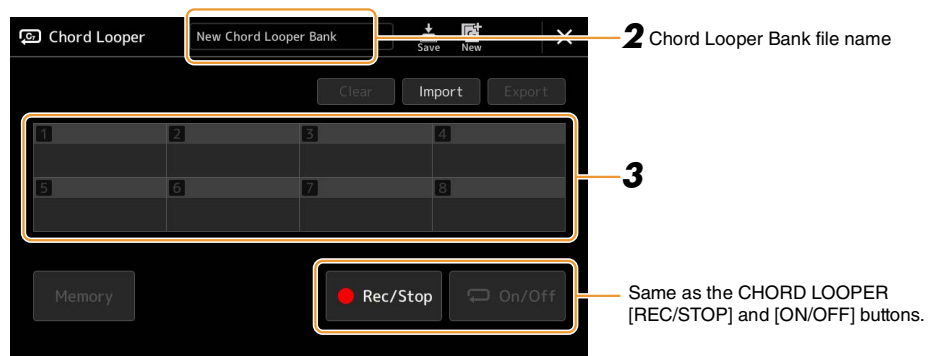 Chord Looper
New Chord Looper Bank
Save
New
2 Chord Looper Bank file name
Clear
Import
Export
1
2
3
4
3
5
6
7
8
Memory
Rec/Stop
On/Off
Same as the CHORD LOOPER
[REC/STOP] and [ON/OFF] buttons.